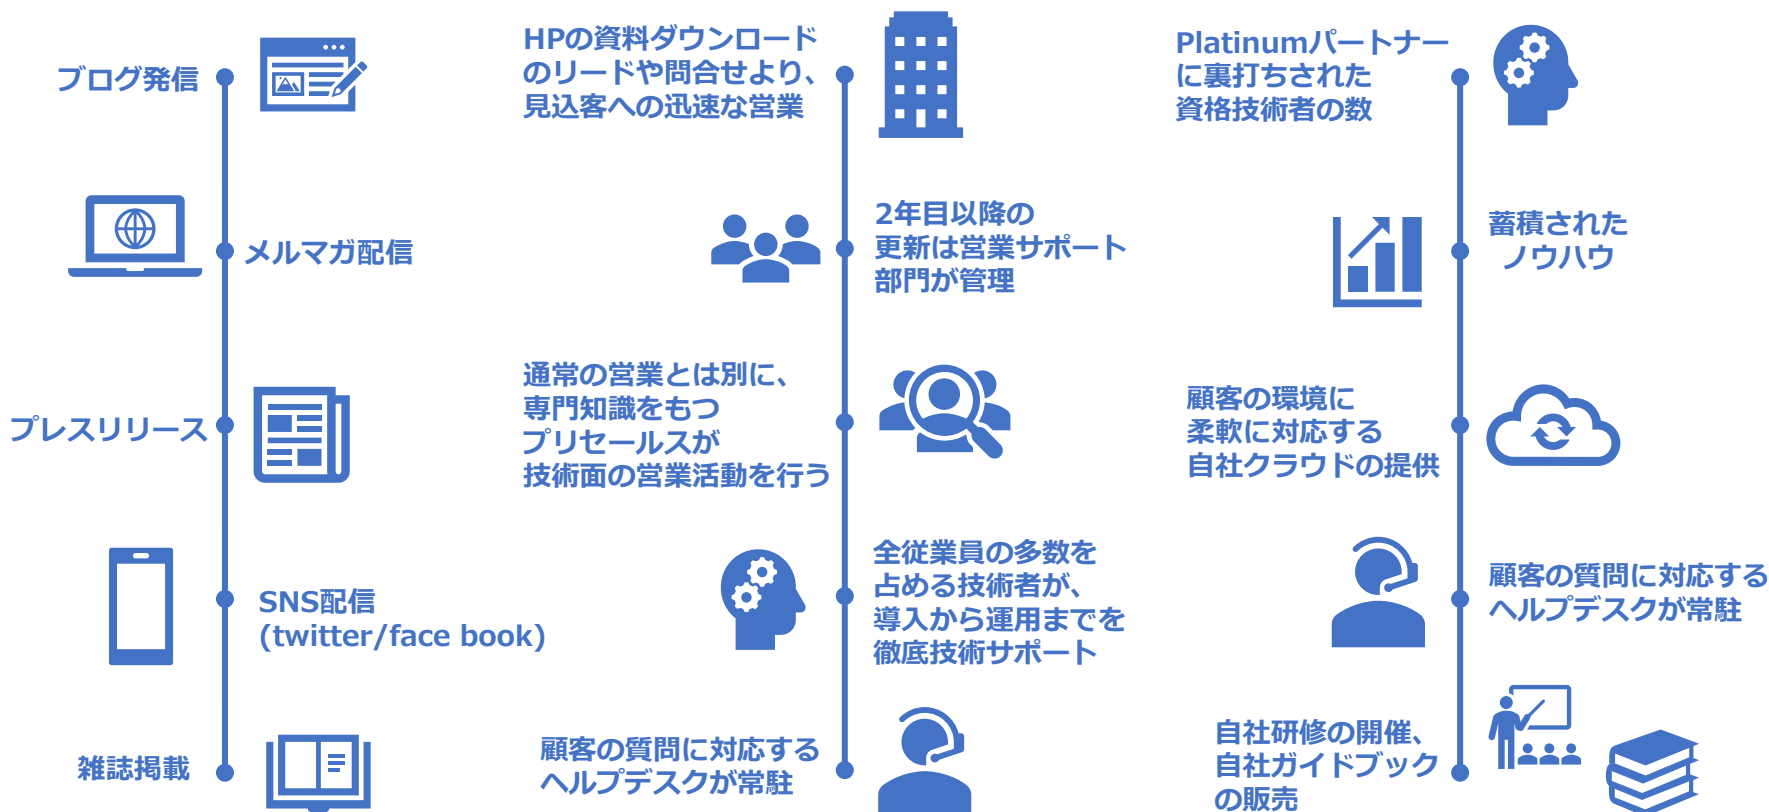 ブログ発信
メルマガ配信
プレスリリース
SNS配信
(twitter/face book)
雑誌掲載
HPの資料ダウンロード
のリードや問合せより、
見込客への迅速な営業
2年目以降の
更新は営業サポート
部門が管理
通常の営業とは別に、
専門知識をもつ
プリセールスが
技術面の営業活動を行う
全従業員の多数を
占める技術者が、
導入から運用までを
徹底技術サポート
顧客の質問に対応する
ヘルプデスクが常駐
Platinumパートナー
に裏打ちされた
資格技術者の数
蓄積された
ノウハウ
顧客の環境に
柔軟に対応する
自社クラウドの提供
顧客の質問に対応する
ヘルプデスクが常駐
自社研修の開催、
自社ガイドブック
の販売